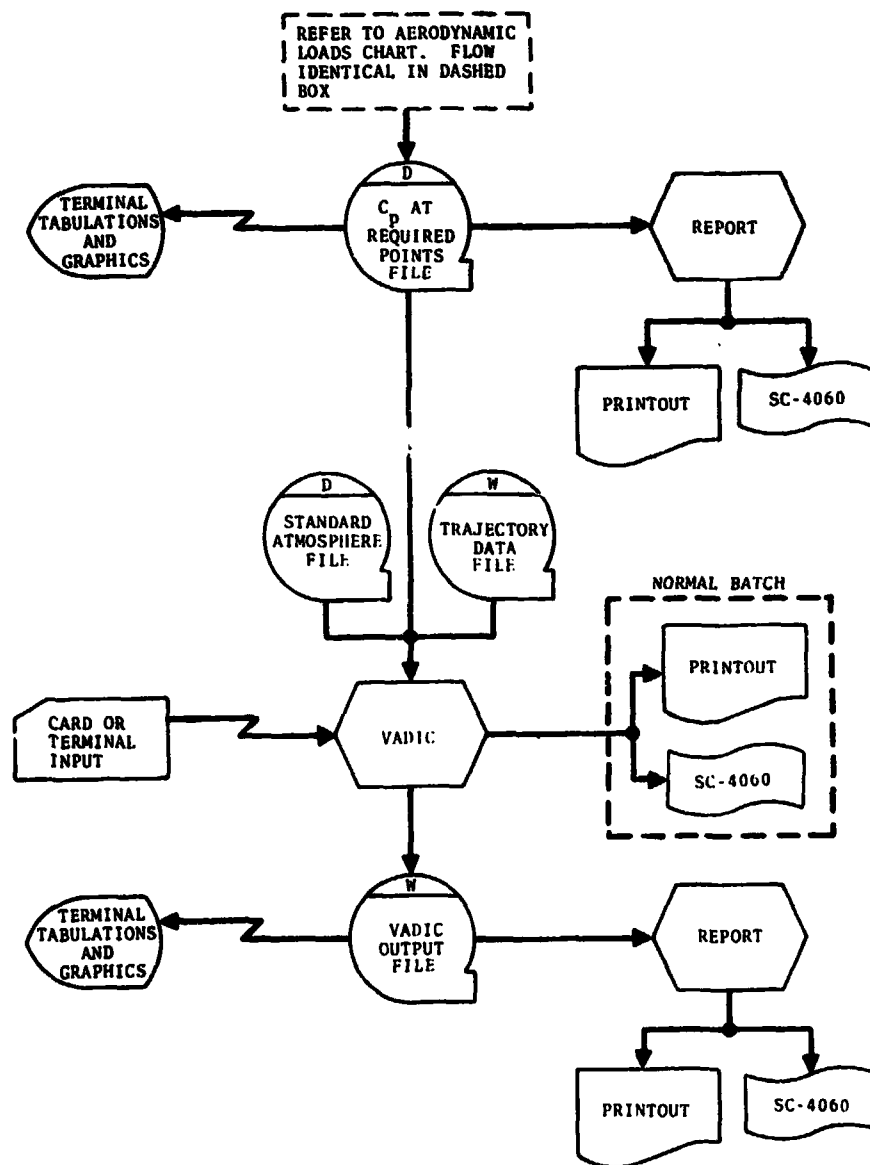 REFER TO AERODYNAMIC
LOADS CHART. FLOW
IDENTICAL IN DASHED
BOX
D
Cp AT
REQUIRED
POINTS
FILE
TERMINAL
TABULATIONS
AND
GRAPHICS
REPORT
PRINTOUT
SC-4060
D
STANDARD
ATMOSPHERE
FILE
W
TRAJECTORY
DATA
FILE
NORMAL BATCH
PRINTOUT
SC-4060
CARD OR
TERMINAL
INPUT
VADIC
W
VADIC
OUTPUT
FILE
TERMINAL
TABULATIONS
AND
GRAPHICS
REPORT
PRINTOUT
SC-4060